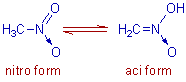 O
OH
H₃C N H₂C N
O O
nitro form aci form